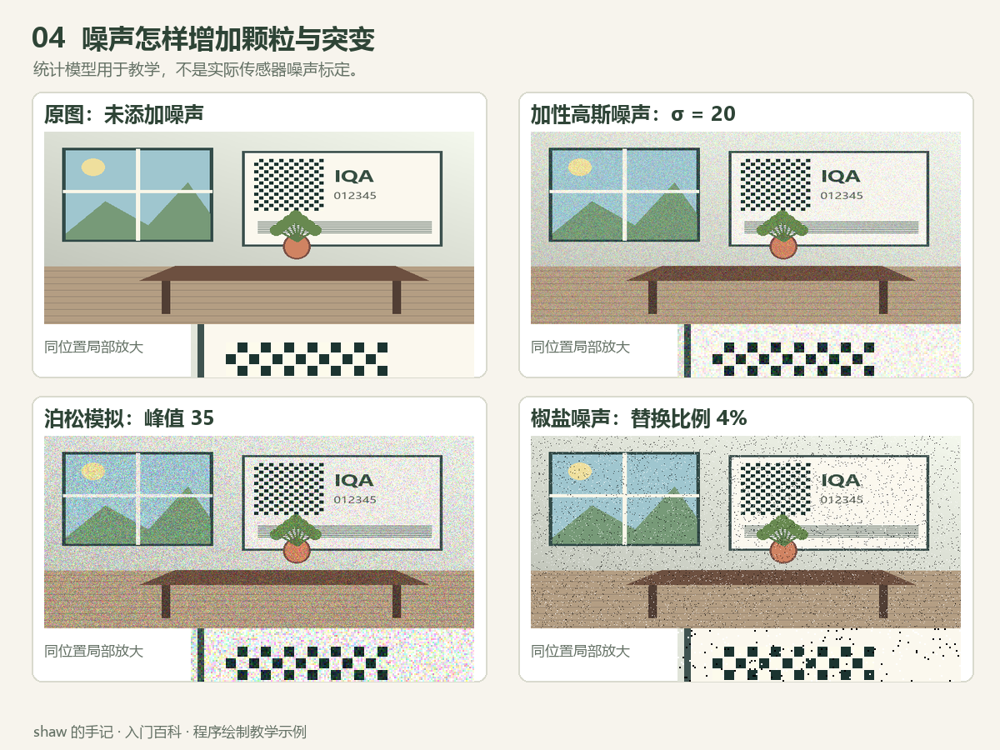 04 噪声怎样增加颗粒与突变
统计模型用于教学，不是实际传感器噪声标定。
原图：未添加噪声
IQA
012345
同位置局部放大
加性高斯噪声：σ = 20
IQA
012345
同位置局部放大
泊松模拟：峰值 35
IQA
012345
同位置局部放大
椒盐噪声：替换比例 4%
IQA
012345
同位置局部放大
shaw 的手记 · 入门百科 · 程序绘制教学示例